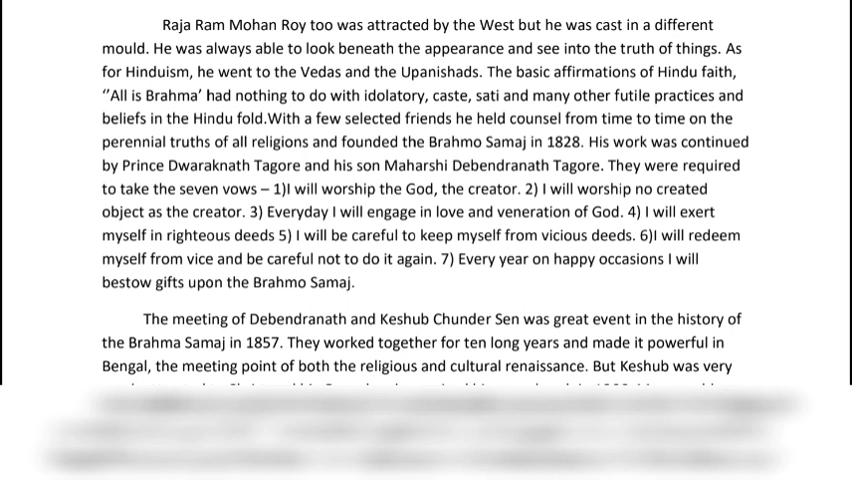 Raja Ram Mohan Roy too was attracted by the West but he was cast in a different
mould. He was always able to look beneath the appearance and see into the truth of things. As
for Hinduism, he went to the Vedas and the Upanishads. The basic affirmations of Hindu faith,
‘’All is Brahma’ had nothing to do with idolatory, caste, sati and many other futile practices and
beliefs in the Hindu fold.With a few selected friends he held counsel from time to time on the
perennial truths of all religions and founded the Brahmo Samaj in 1828. His work was continued
by Prince Dwaraknath Tagore and his son Maharshi Debendranath Tagore. They were required
to take the seven vows – 1)I will worship the God, the creator. 2) I will worship no created
object as the creator. 3) Everyday I will engage in love and veneration of God. 4) I will exert
myself in righteous deeds 5) I will be careful to keep myself from vicious deeds. 6)I will redeem
myself from vice and be careful not to do it again. 7) Every year on happy occasions I will
bestow gifts upon the Brahmo Samaj.
The meeting of Debendranath and Keshub Chunder Sen was great event in the history of
the Brahma Samaj in 1857. They worked together for ten long years and made it powerful in
Bengal, the meeting point of both the religious and cultural renaissance. But Keshub was very